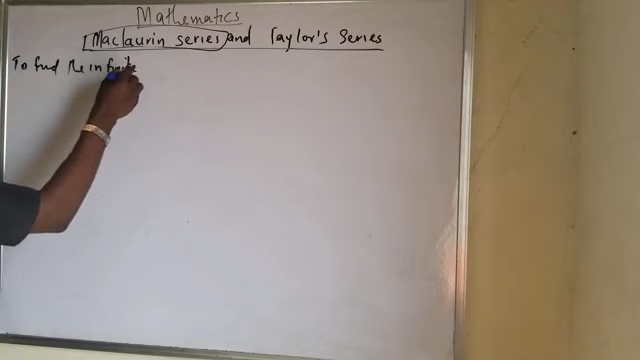 Mathematics
Maclaurin series and Taylor's Series
To find the infinite